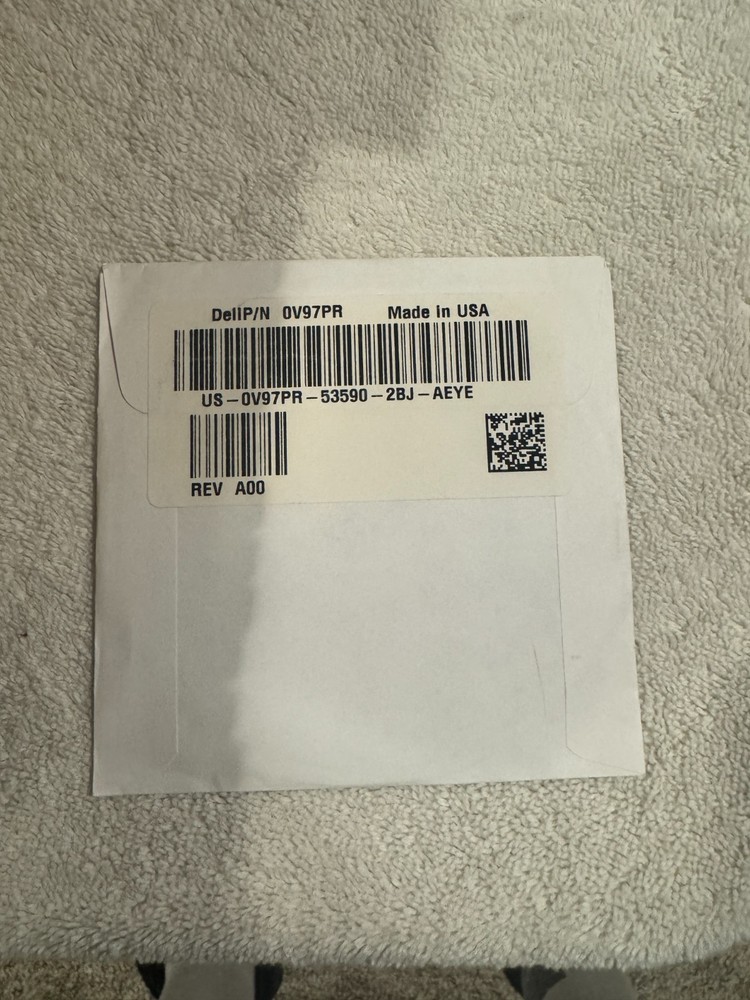 DellP/N 0V97PR Made in USA
US-0V97PR-53590-2BJ-AEYE
REV A00